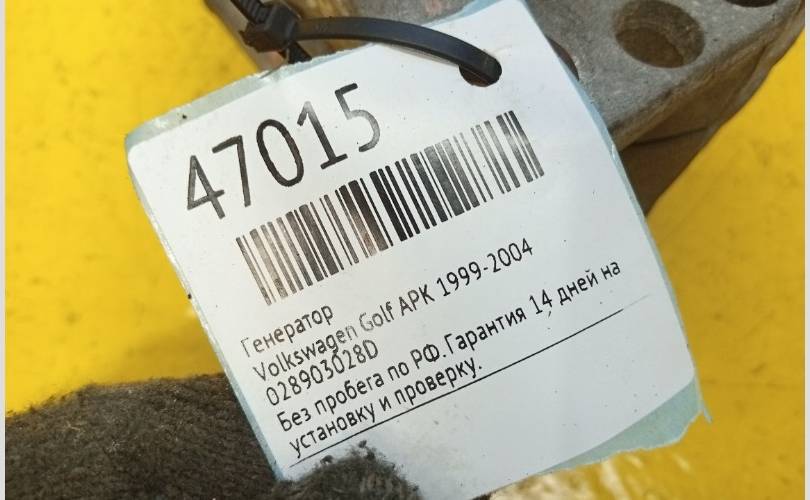 47015
Генератор
Volkswagen Golf APK 1999-2004
028903028D
Без пробега по РФ.Гарантия 14 дней на
установку и проверку.